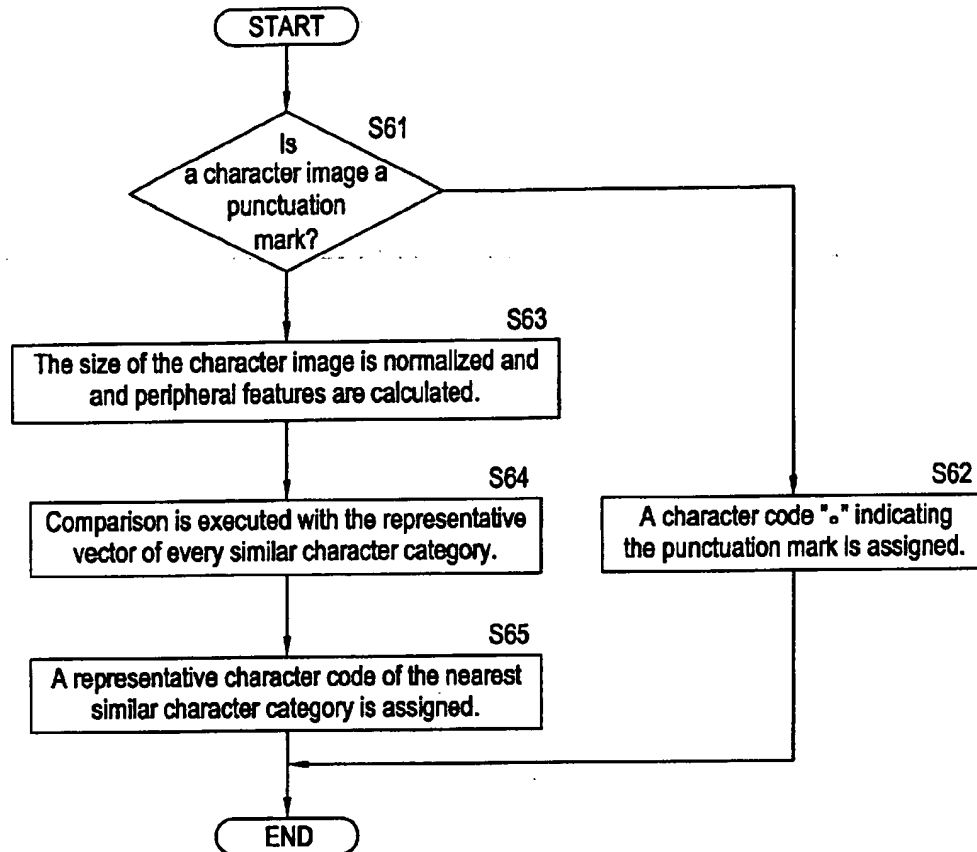 START
S61
Is
a character image a
punctuation
mark?
S63
The size of the character image is normalized and
and peripheral features are calculated.
S64
Comparison is executed with the representative
vector of every similar character category.
S62
A character code "。" indicating
the punctuation mark is assigned.
S65
A representative character code of the nearest
similar character category is assigned.
END